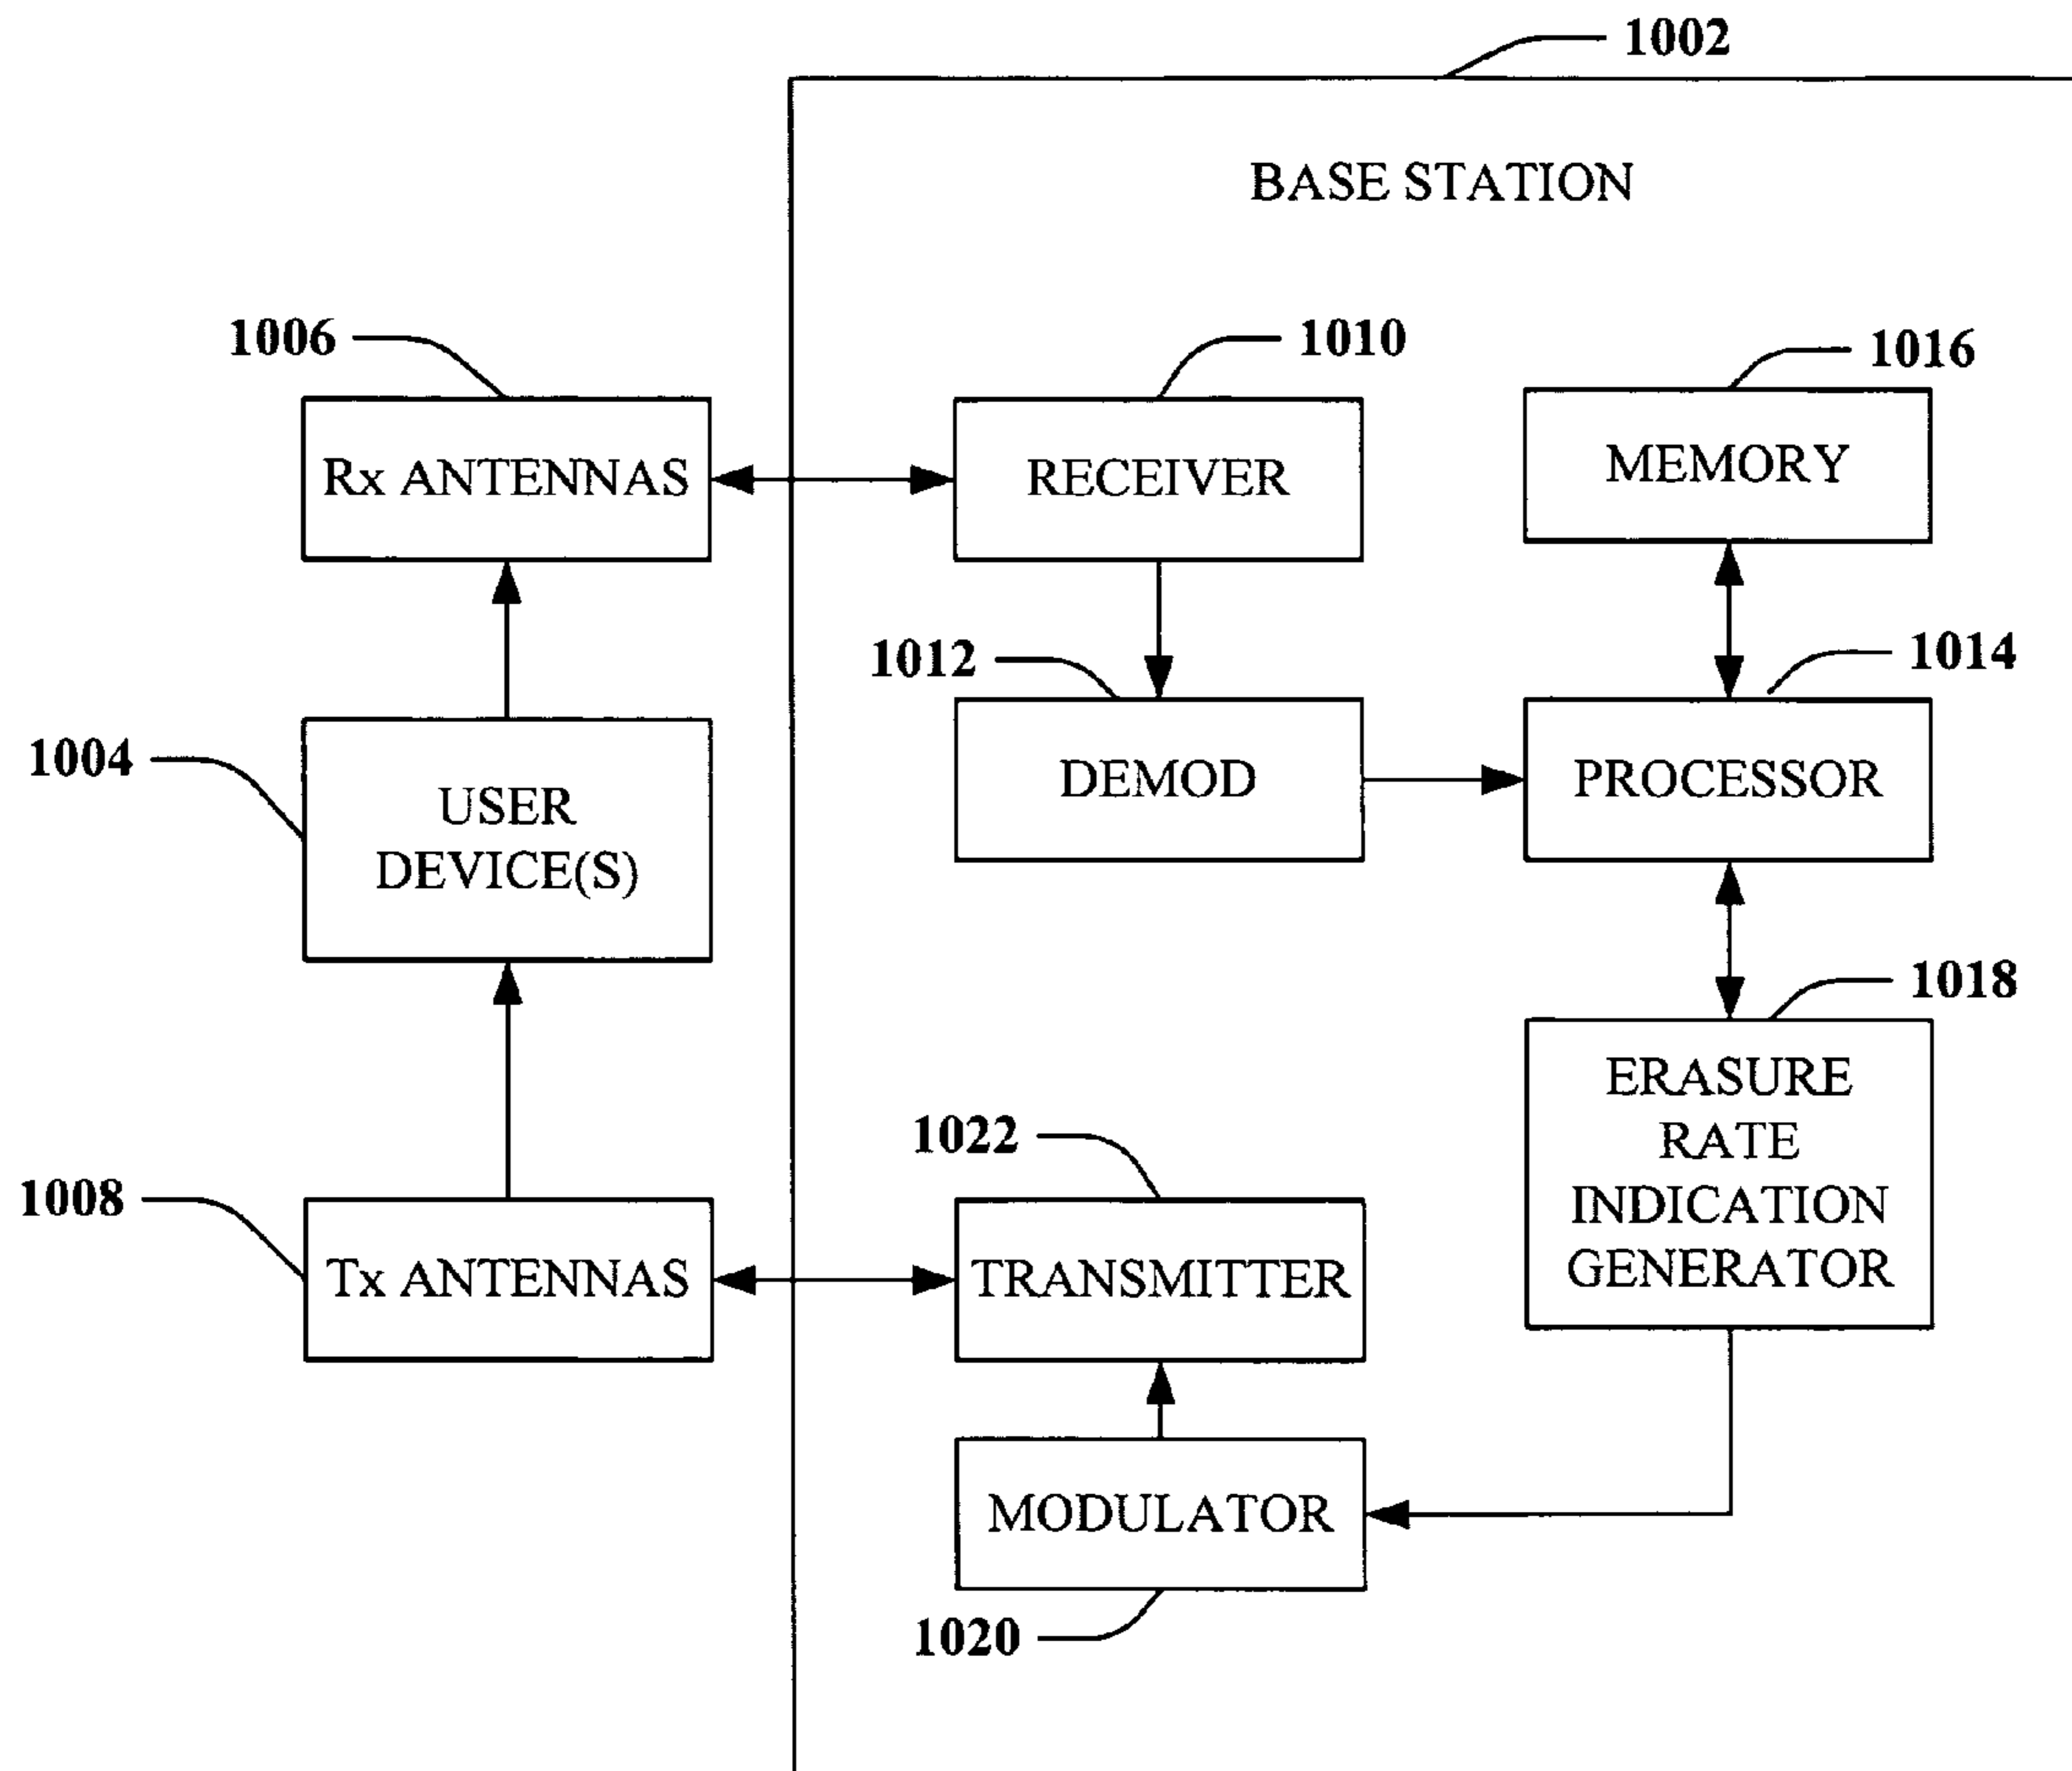 1002
BASE STATION
1006
1010
1016
Rx ANTENNAS
RECEIVER
MEMORY
1012
1014
1004
USER
DEVICE(S)
DEMOD
PROCESSOR
1018
1022
ERASURE
RATE
INDICATION
GENERATOR
1008
Tx ANTENNAS
TRANSMITTER
MODULATOR
1020